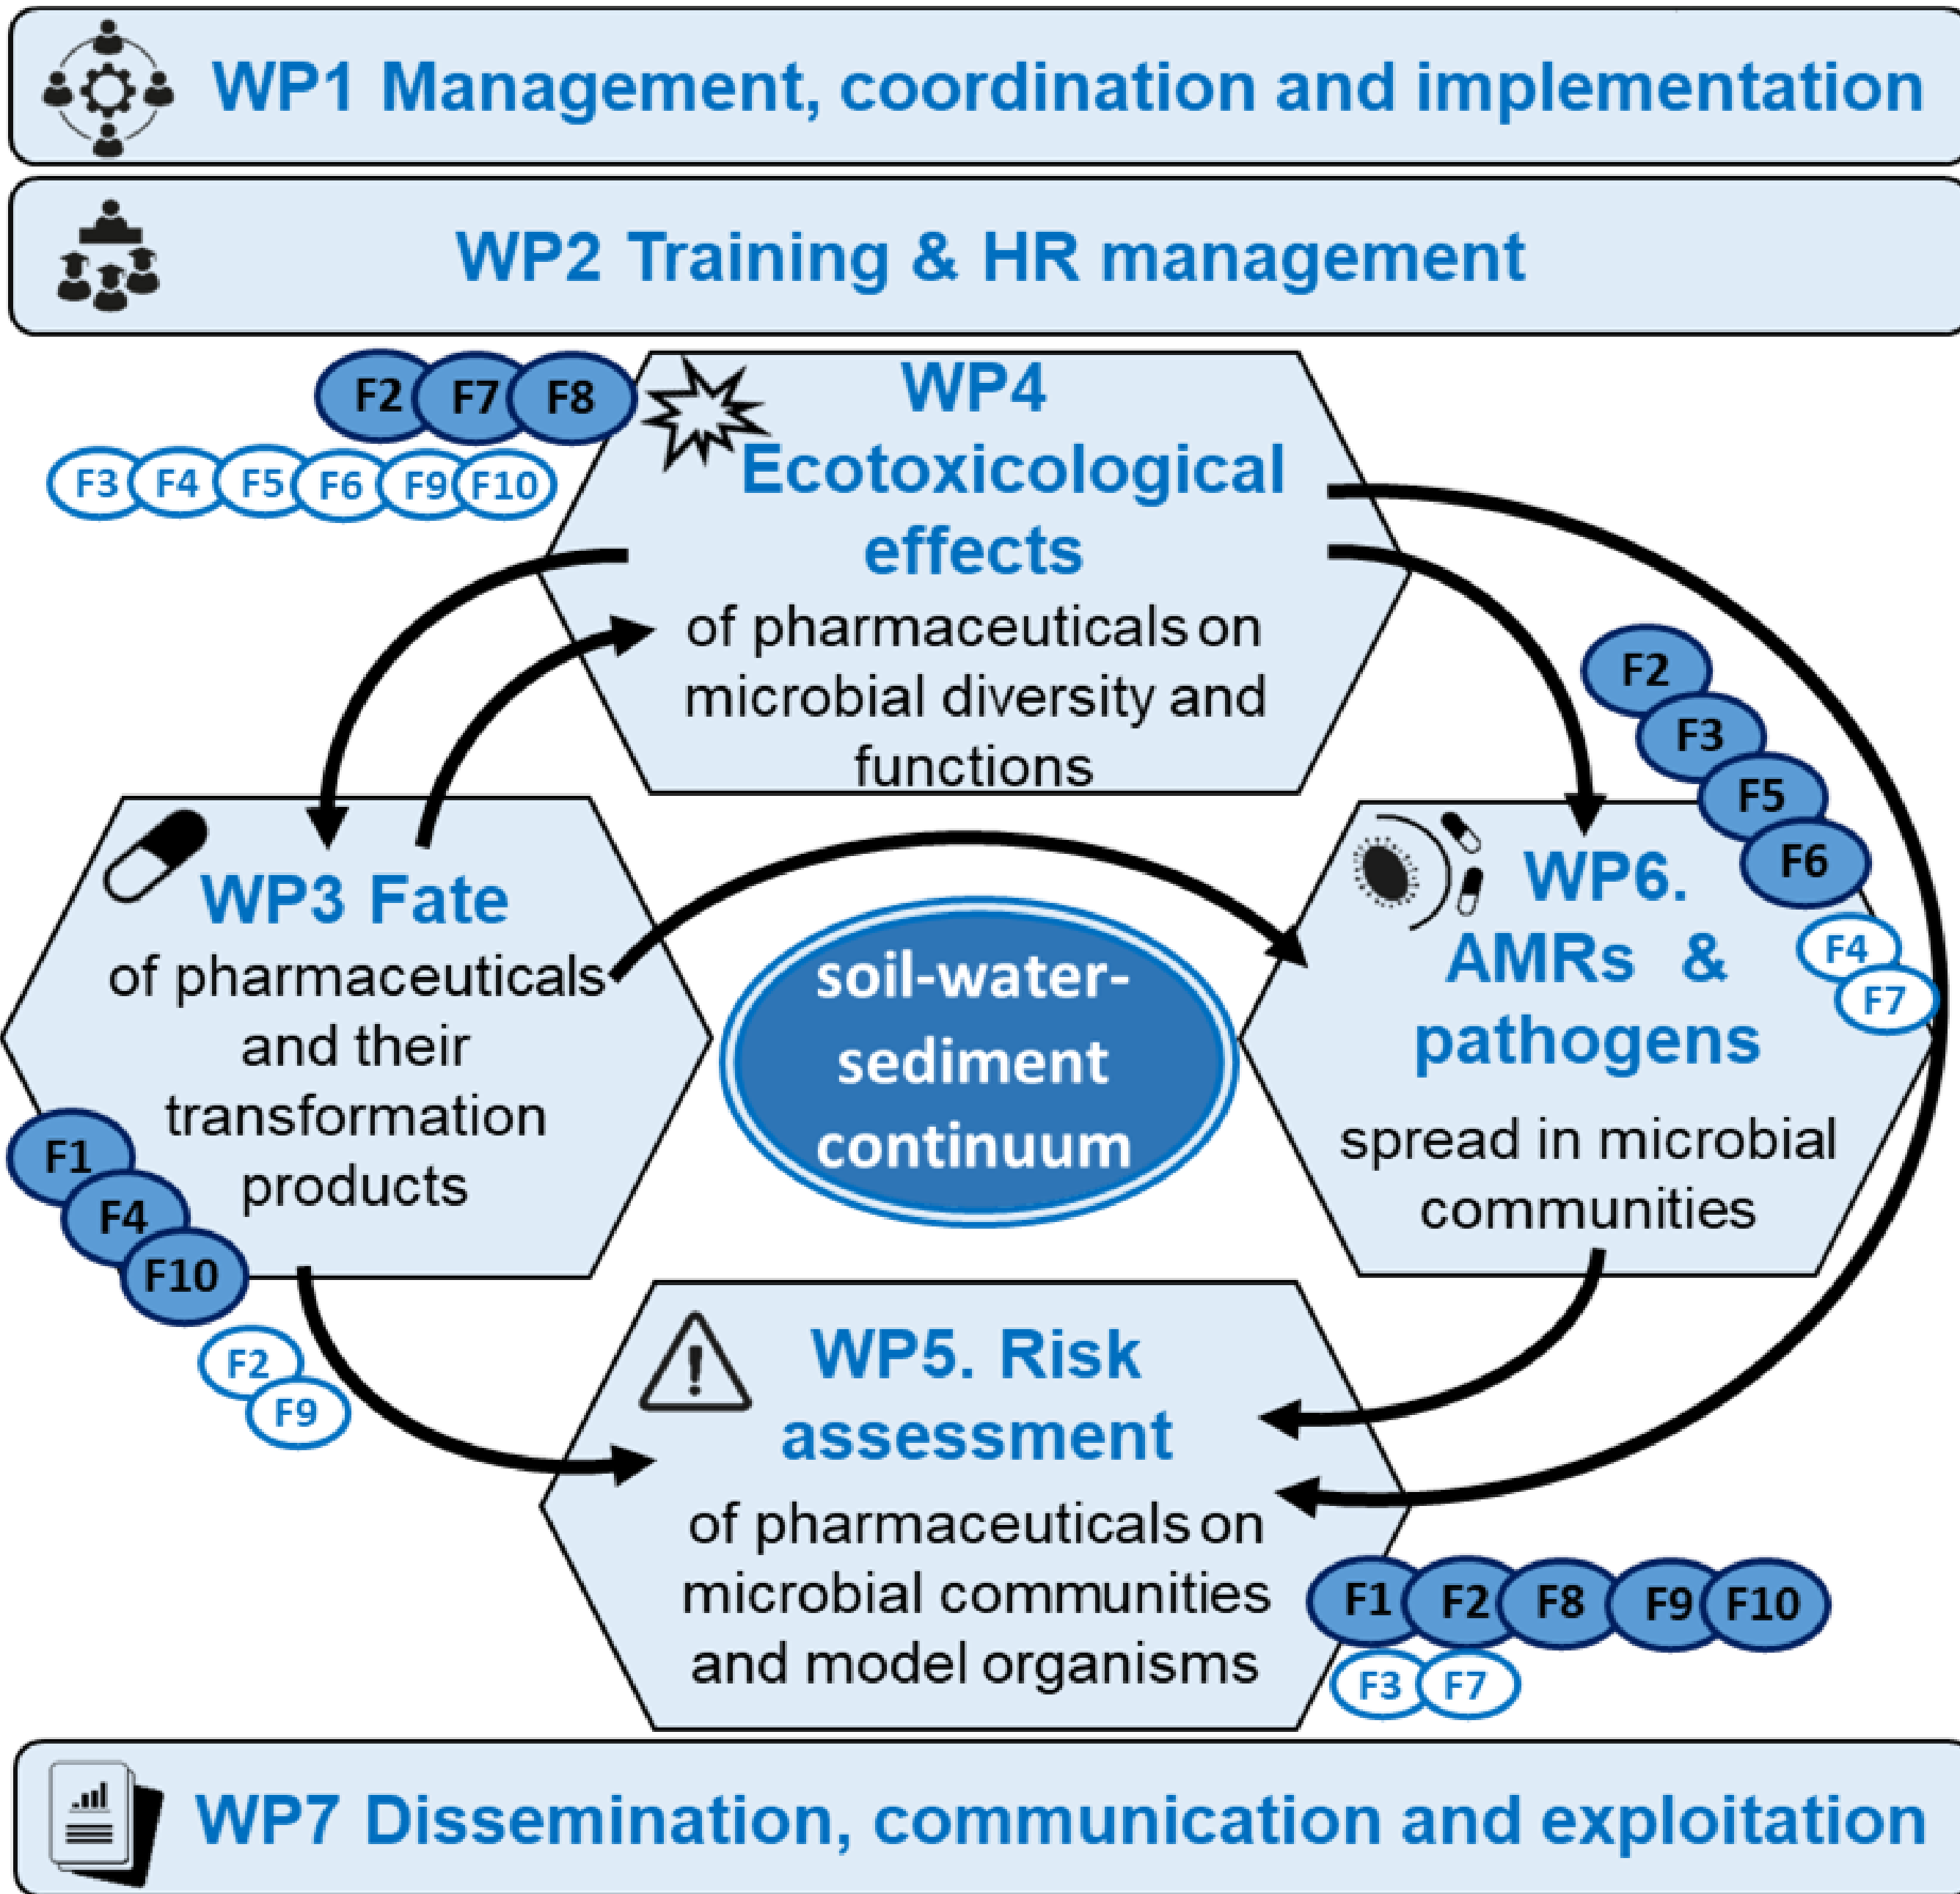 WP1 Management, coordination and implementation
WP2 Training & HR management
F2 F7 F8
F3 F4 F5 F6 F9 F10
WP4
Ecotoxicological
effects
of pharmaceuticals on
microbial diversity and
functions
F2
F3
F5
F6
F4
F7
WP3 Fate
of pharmaceuticals
and their
transformation
products
F1
F4
F10
F2
F9
soil-water-
sediment
continuum
WP6.
AMRs &
pathogens
spread in microbial
communities
WP5. Risk
assessment
of pharmaceuticals on
microbial communities
and model organisms
F1 F2 F8 F9 F10
F3 F7
WP7 Dissemination, communication and exploitation